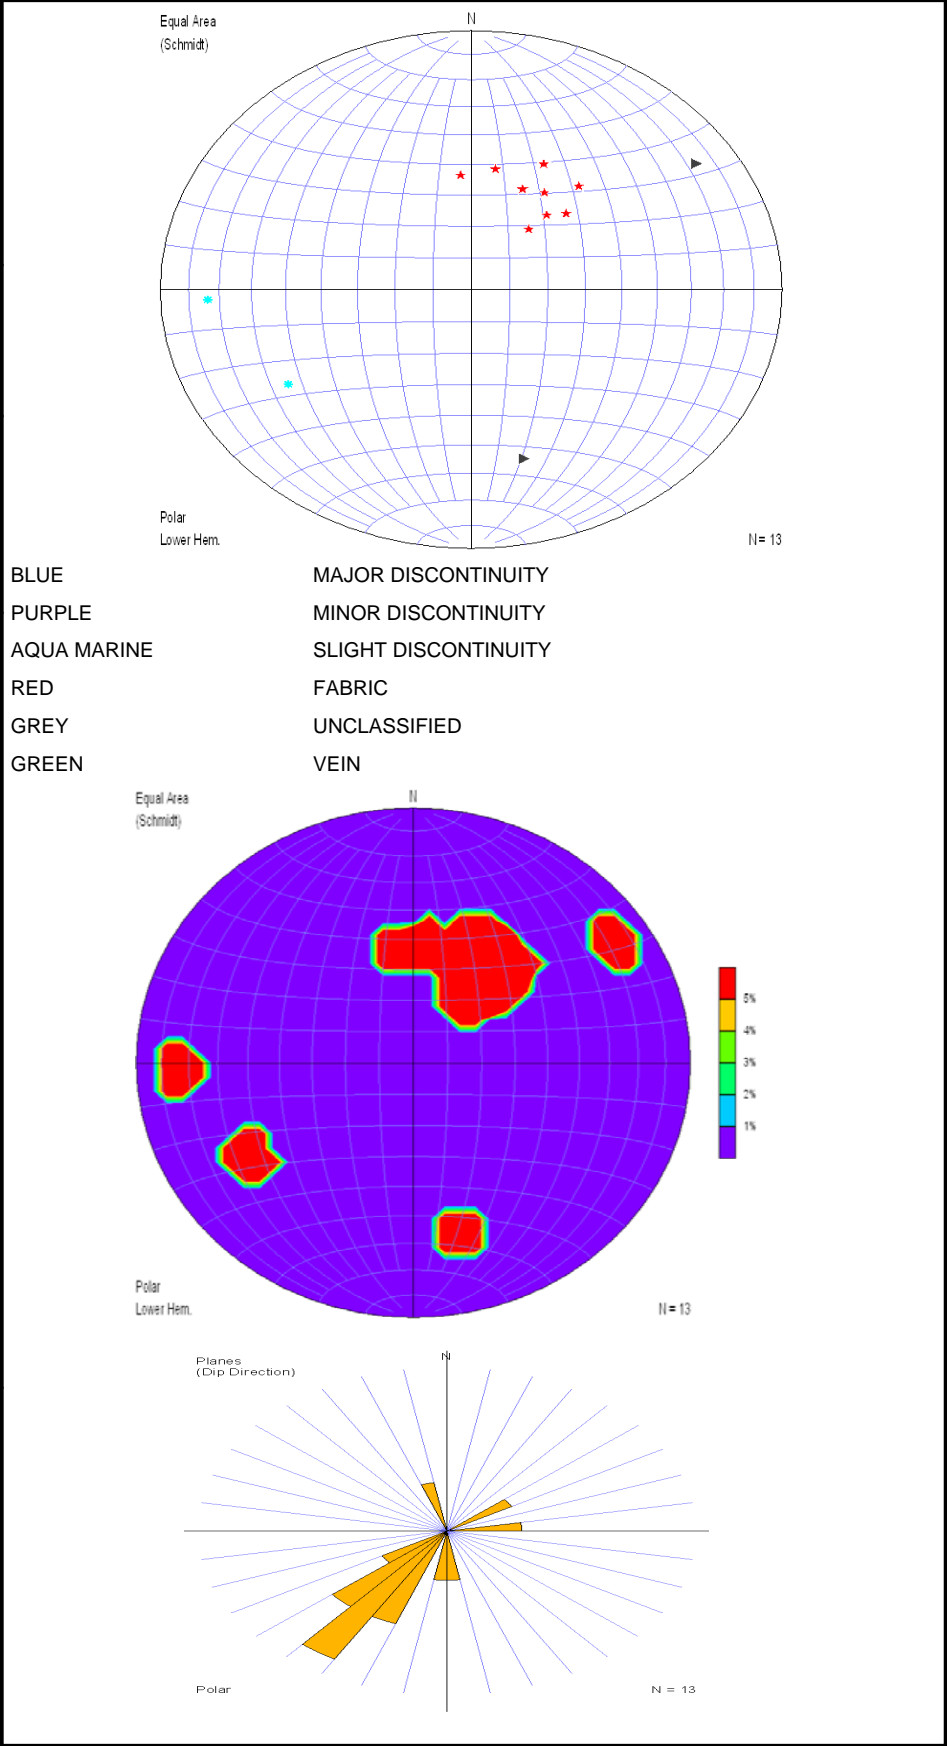 Equal Area
(Schmidt)
N
Polar
Lower Hem.
N= 13
BLUE MAJOR DISCONTINUITY
PURPLE MINOR DISCONTINUITY
AQUA MARINE SLIGHT DISCONTINUITY
RED FABRIC
GREY UNCLASSIFIED
GREEN VEIN
Equal Area
(Schmidt)
N
5%
4%
3%
2%
1%
Polar
Lower Hem.
N = 13
Planes
(Dip Direction)
N
Polar
N = 13